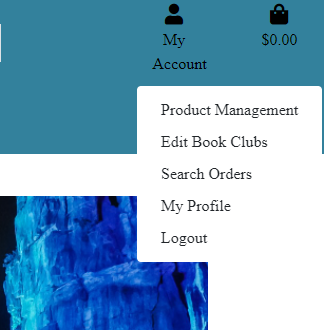 My
Account
$0.00
Product Management
Edit Book Clubs
Search Orders
My Profile
Logout